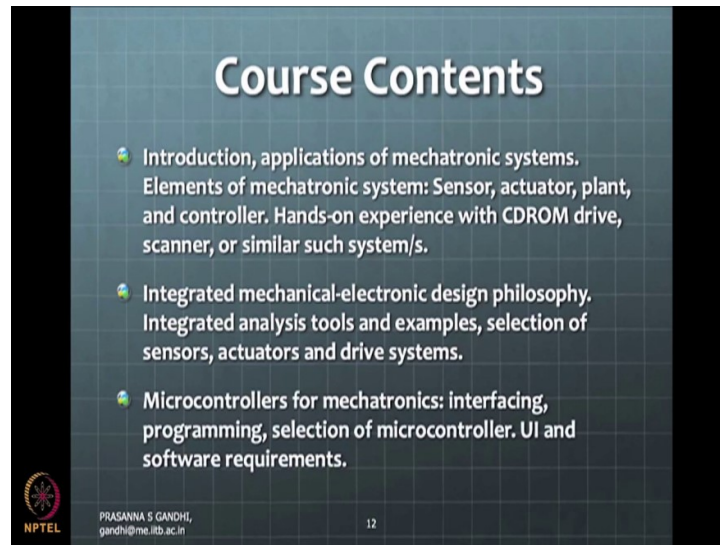 Course Contents
Introduction, applications of mechatronic systems.
Elements of mechatronic system: Sensor, actuator, plant,
and controller. Hands-on experience with CDROM drive,
scanner, or similar such system/s.
Integrated mechanical-electronic design philosophy.
Integrated analysis tools and examples, selection of
sensors, actuators and drive systems.
Microcontrollers for mechatronics: interfacing,
programming, selection of microcontroller. UI and
software requirements.
NPTEL
PRASANNA S GANDHI,
gandhi@me.iitb.ac.in
12